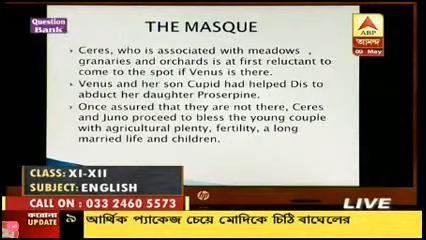 Question
Bank
THE MASQUE
abp
আনন্দ
09 May
• Ceres, who is associated with meadows ,
granaries and orchards is at first reluctant to
come to the spot if Venus is there.
• Venus and her son Cupid had helped Dis to
abduct her daughter Proserpine.
• Once assured that they are not there, Ceres
and Juno proceed to bless the young couple
with agricultural plenty, fertility, a long
married life and children.
CLASS: XI-XII
SUBJECT: ENGLISH
CALL ON : 033 2460 5573
hp
LIVE
করোনা
UPDATE
৯ আর্থিক প্যাকেজ চেয়ে মোদিকে চিঠি বাঘেলের